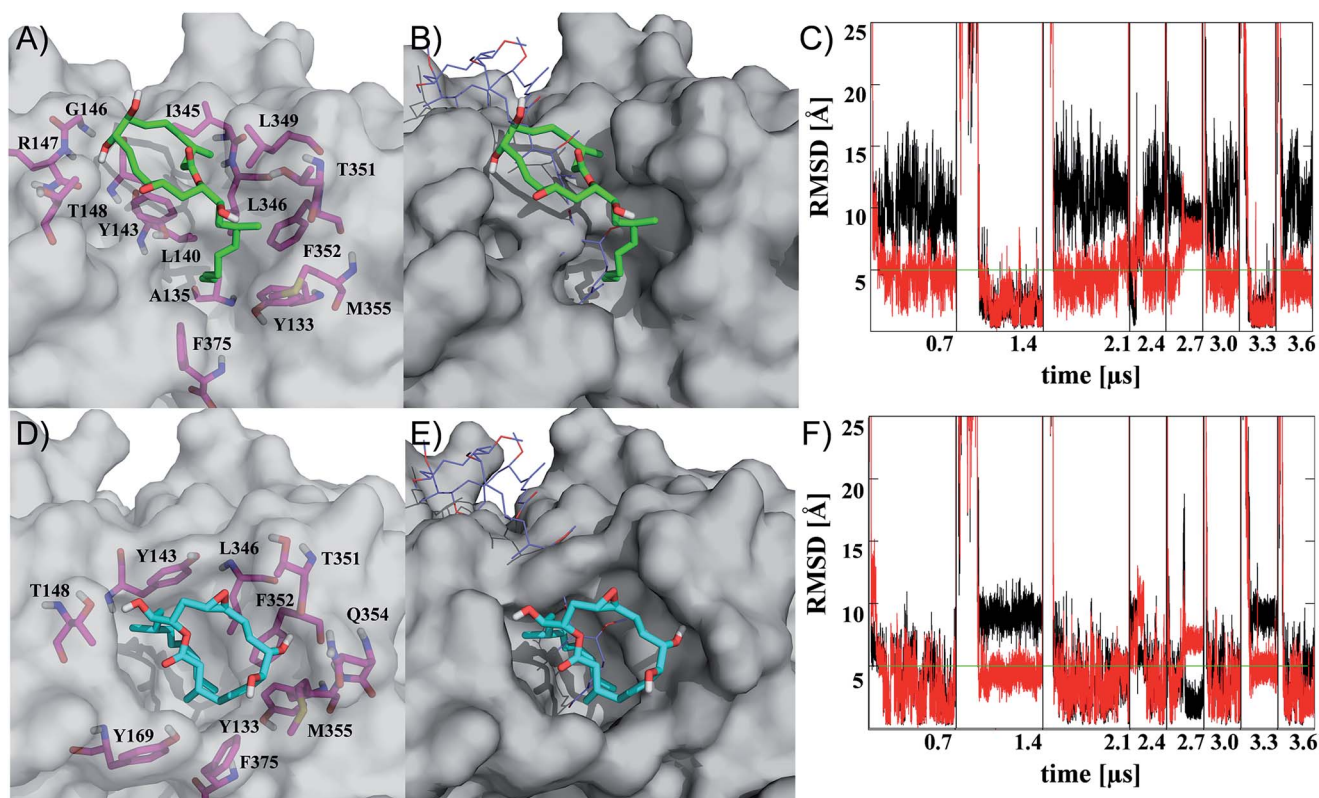 A)
G146
I345
L349
R147
T351
T148
Y143
L346
L140
F352
A135
M355
Y133
F375
B)
C)
25
20
15
10
5
RMSD [Å]
0.7 1.4 2.1 2.4 2.7 3.0 3.3 3.6
time [µs]
D)
Y143
L346
T351
T148
F352
Q354
Y133
M355
Y169
F375
E)
F)
25
20
15
10
5
RMSD [Å]
0.7 1.4 2.1 2.4 2.7 3.0 3.3 3.6
time [µs]